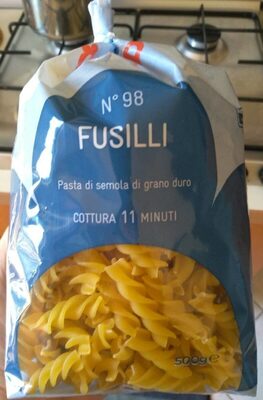 N° 98
FUSILLI
Pasta di semola di grano duro
COTTURA 11 MINUTI
500g e